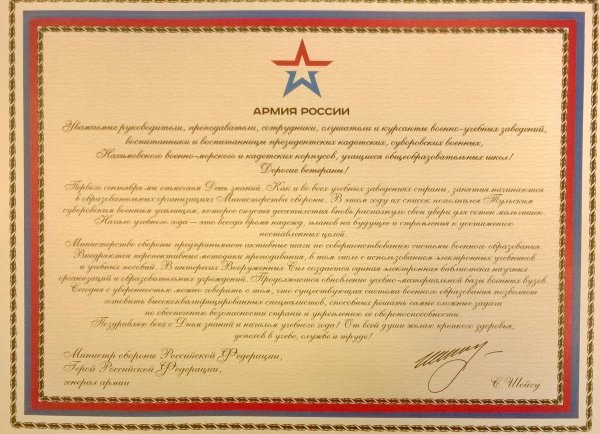 АРМИЯ РОССИИ
Уважаемые руководители, преподаватели, сотрудники, слушатели и курсанты военно-учебных заведений,
воспитанники и воспитанницы президентских кадетских, суворовских военных,
Нахимовского военно-морского и кадетских корпусов, учащиеся общеобразовательных школ!
Дорогие ветераны!
Первого сентября мы отмечаем День знаний. Как и во всех учебных заведениях страны, занятия начинаются
в образовательных организациях Министерства обороны. В этом году их список пополнился Тульским
суворовским военным училищем, которое спустя десятилетия вновь распахнуло свои двери для сотен мальчишек.
Начало учебного года – это всегда время надежд, планов на будущее и стремления к достижению
поставленных целей.
Министерство обороны предпринимает активные шаги по совершенствованию системы военного образования.
Внедряются перспективные методики преподавания, в том числе с использованием электронных учебников
и учебных пособий. В интересах Вооруженных Сил создается единая электронная библиотека научных
организаций и образовательных учреждений. Продолжается обновление учебно-материальной базы военных вузов.
Сегодня с уверенностью можно говорить о том, что существующая система военного образования позволяет
готовить высококвалифицированных специалистов, способных решать самые сложные задачи
по обеспечению безопасности страны и укреплению ее обороноспособности.
Поздравляю всех с Днем знаний и началом учебного года! От всей души желаю крепкого здоровья,
успехов в учебе, службе и труде!
Министр обороны Российской Федерации,
Герой Российской Федерации,
генерал армии
С. Шойгу